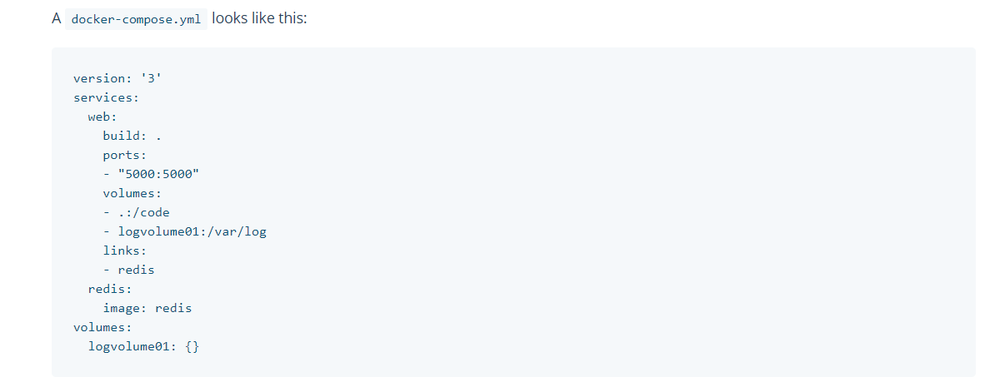 A docker-compose.yml looks like this:
version: '3'
services:
  web:
    build: .
    ports:
    - "5000:5000"
    volumes:
    - .:/code
    - logvolume01:/var/log
    links:
    - redis
  redis:
    image: redis
volumes:
  logvolume01: {}